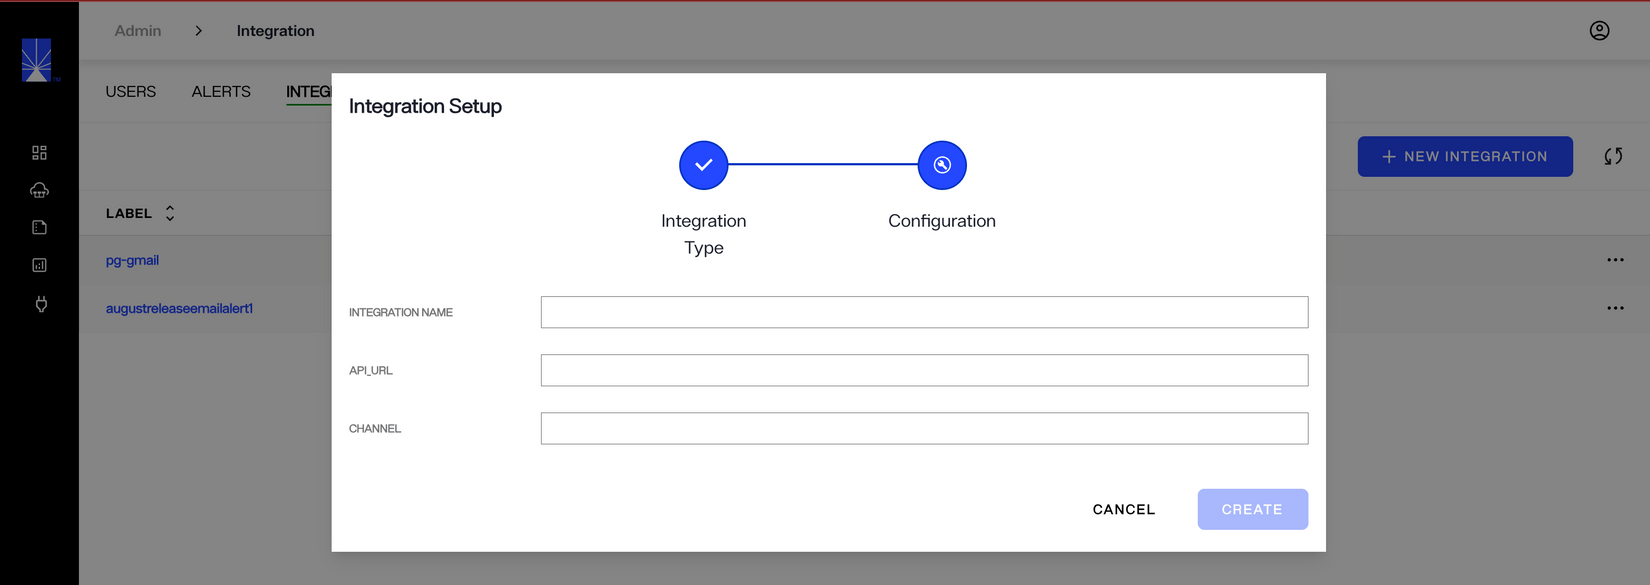 Admin > Integration
USERS ALERTS
Integration Setup
Integration
Type
Configuration
+ NEW INTEGRATION
LABEL
pg-gmail
augustreleaseemailalert1
INTEGRATION NAME
API_URL
CHANNEL
CANCEL CREATE